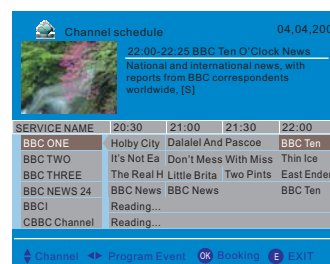 Channel schedule 04,04,200
22:00-22:25 BBC Ten O'Clock News
National and international news, with
reports from BBC correspondents
worldwide, [S]
SERVICE NAME 20:30 21:00 21:30 22:00
BBC ONE Holby City Dalalel And Pascoe BBC Ten
BBC TWO It's Not Ea Don't Mess With Miss Thin Ice
BBC THREE The Real H Little Brita Two Pints East Ender
BBC NEWS 24 BBC News BBC News BBC Ten
BBCI Reading...
CBBC Channel Reading...
Channel Program Event OK Booking E EXIT